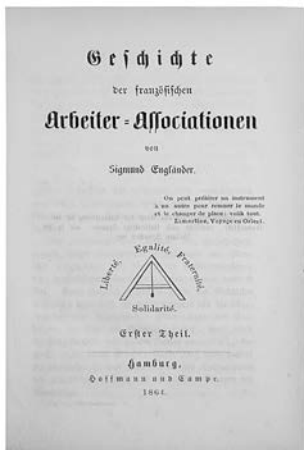 Geschichte
der französischen
Arbeiter=Associationen
von
Sigmund Engländer.
On peut prêter un instrument
à un autre pour remuer le monde
et le changer de place: voilà tout.
Lamartine, Voyage en Orient.
Liberté, Egalité, Fraternité,
Solidarité.
Erster Theil.
Hamburg,
Hoffmann und Campe.
1864.